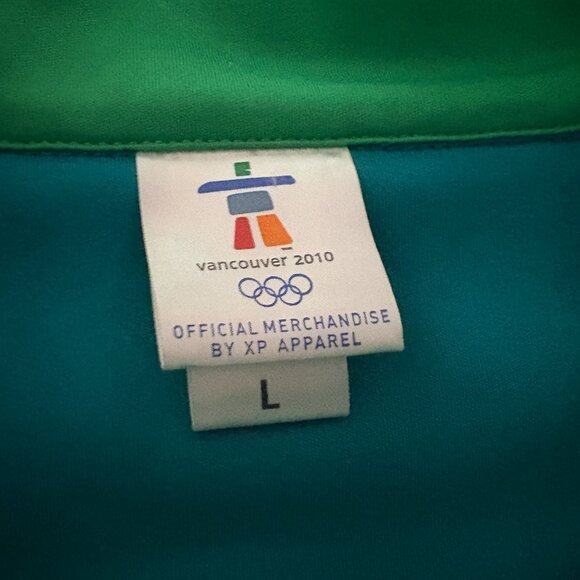 vancouver 2010
OFFICIAL MERCHANDISE
BY XP APPAREL
L